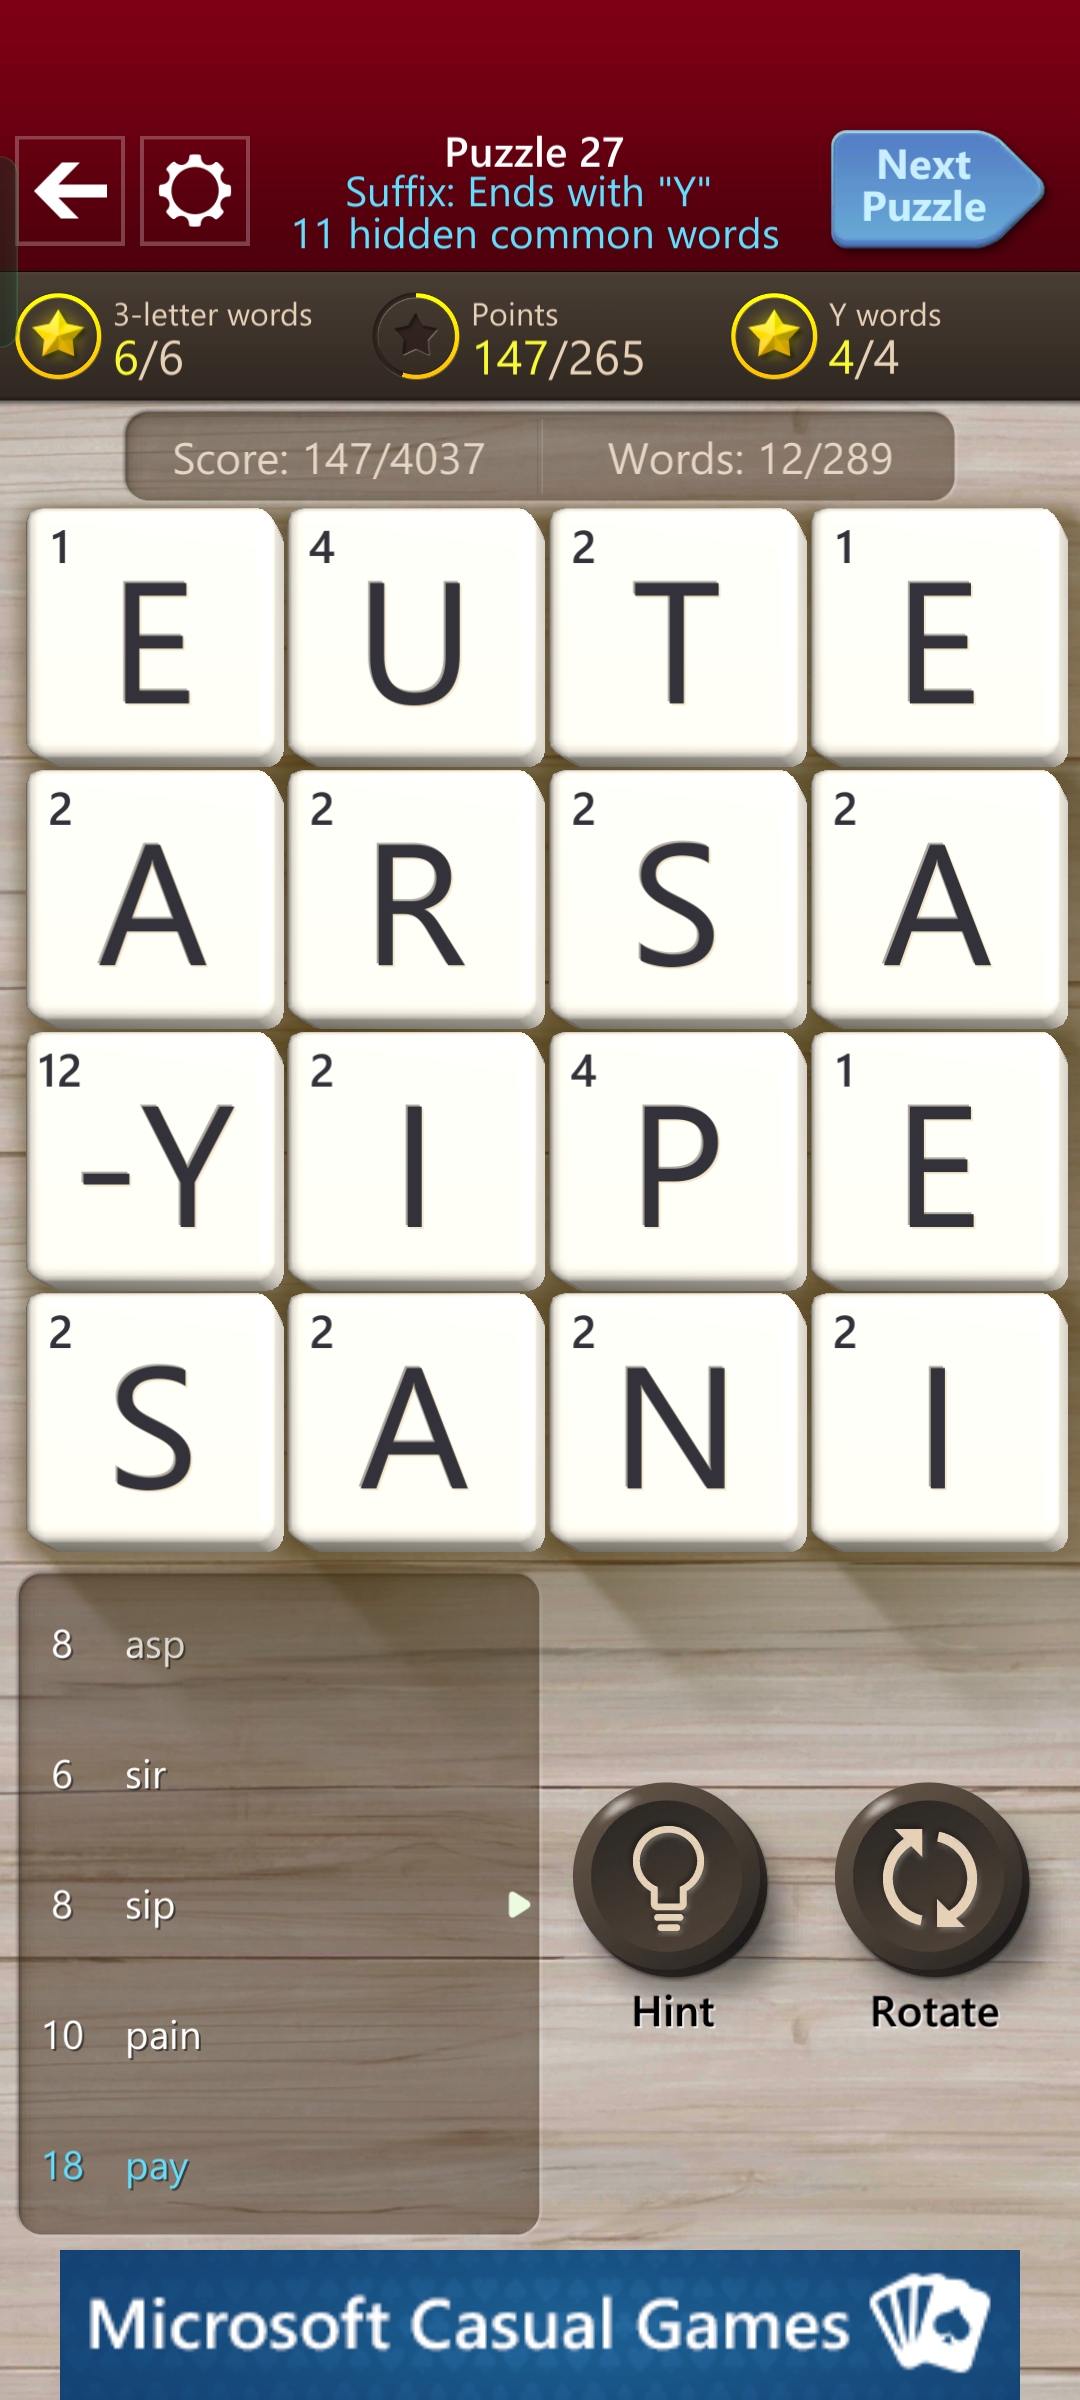 Puzzle 27
Suffix: Ends with "Y"
11 hidden common words
Next
Puzzle
3-letter words
6/6
Points
147/265
Y words
4/4
Score: 147/4037
Words: 12/289
1 4 2 1
E U T E
2 2 2 2
A R S A
12 2 4 1
-Y I P E
2 2 2 2
S A N I
8 asp
6 sir
8 sip
10 pain
18 pay
Hint
Rotate
Microsoft Casual Games